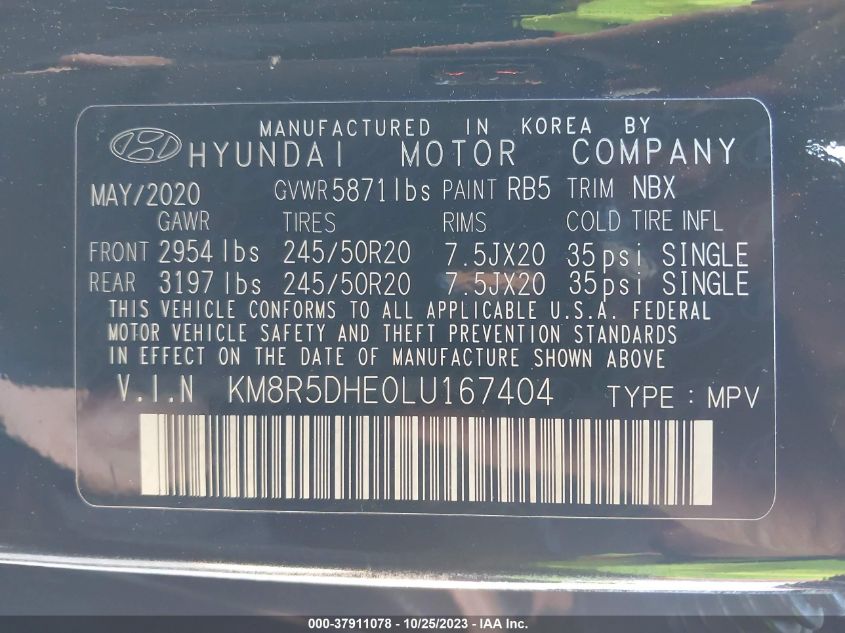 MANUFACTURED IN KOREA BY
HYUNDAI MOTOR COMPANY
MAY/2020 GVWR 5871lbs PAINT RB5 TRIM NBX
GAWR TIRES RIMS COLD TIRE INFL
FRONT 2954 lbs 245/50R20 7.5JX20 35psi SINGLE
REAR 3197 lbs 245/50R20 7.5JX20 35psi SINGLE
THIS VEHICLE CONFORMS TO ALL APPLICABLE U.S.A. FEDERAL
MOTOR VEHICLE SAFETY AND THEFT PREVENTION STANDARDS
IN EFFECT ON THE DATE OF MANUFACTURE SHOWN ABOVE
V.I.N KM8R5DHE0LU167404 TYPE : MPV
000-37911078 - 10/25/2023 - IAA Inc.